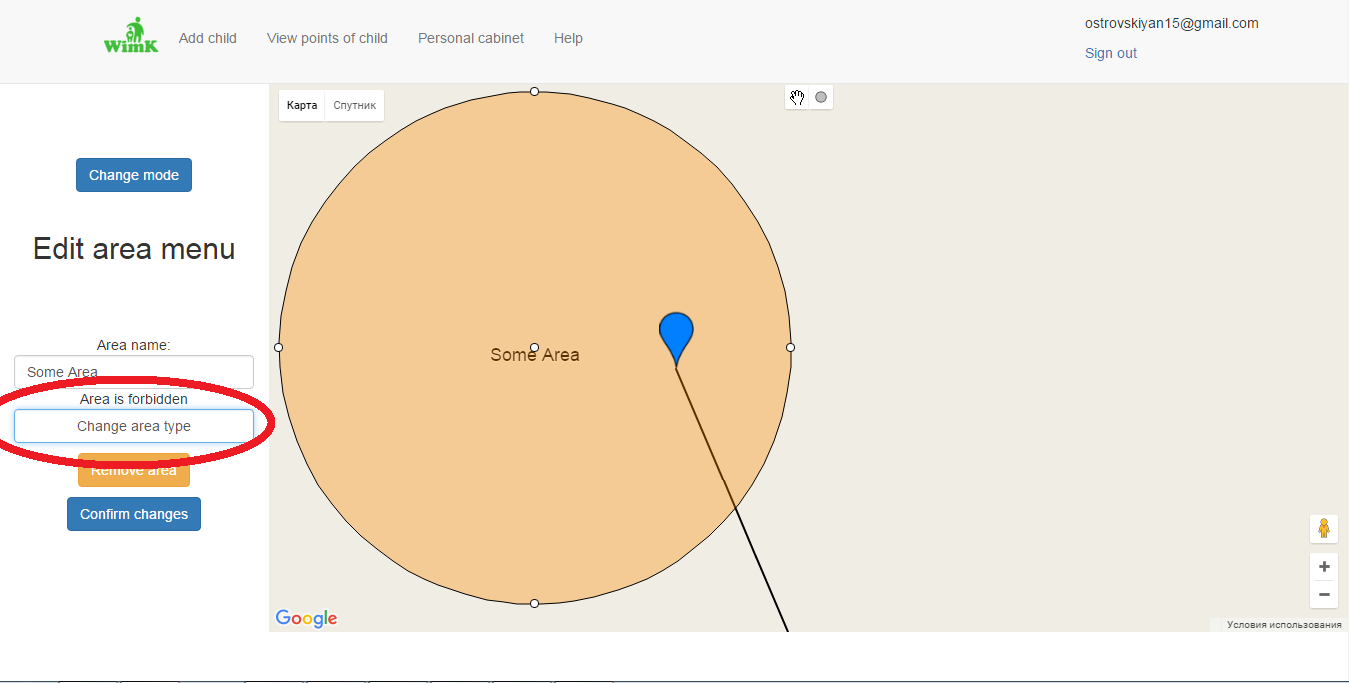 wimk
Add child
View points of child
Personal cabinet
Help
ostrovskiyan15@gmail.com
Sign out
Change mode
Edit area menu
Area name:
Some Area
Area is forbidden
Change area type
Remove area
Confirm changes
Карта
Спутник
Some Area
Google
Условия использования